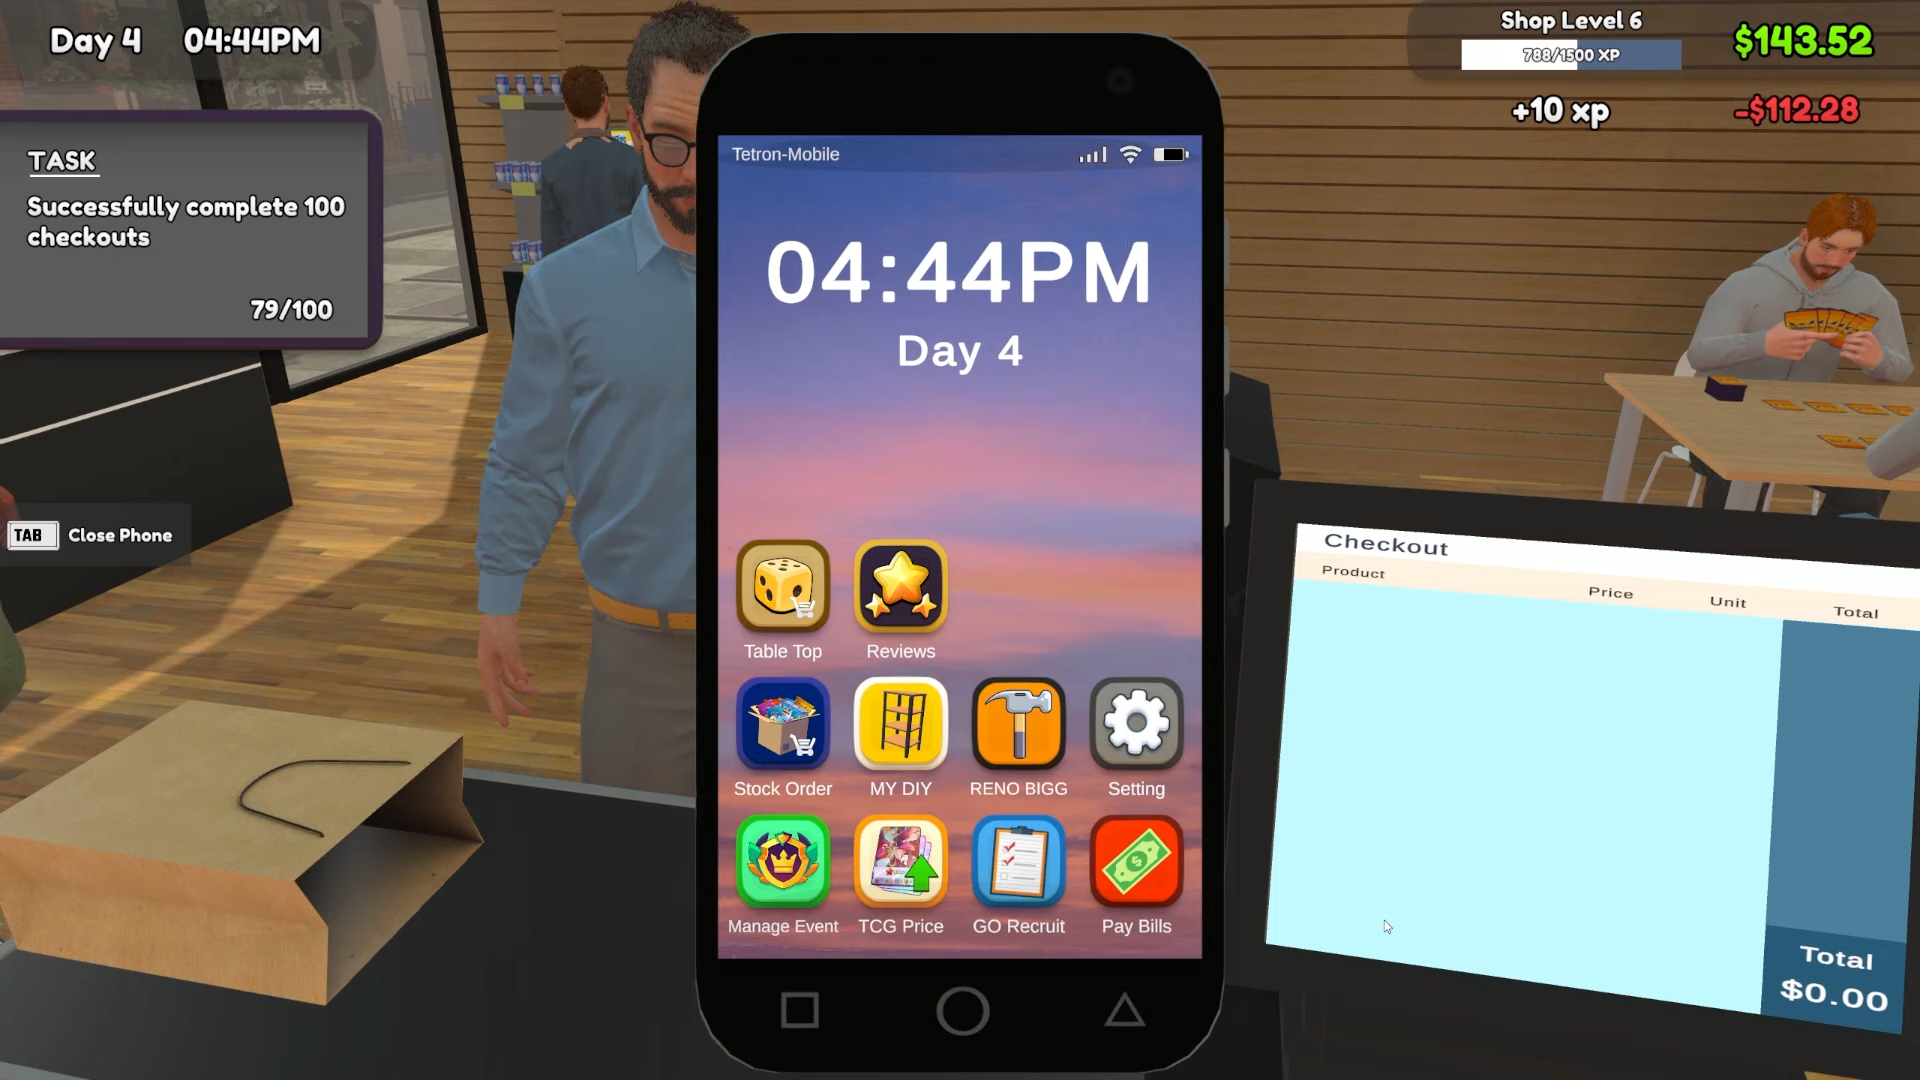 Day 4 04:44PM
Shop Level 6
788/1500 XP
$143.52
+10 xp
-$112.28
TASK
Successfully complete 100
checkouts
79/100
TAB Close Phone
Tetron-Mobile
04:44PM
Day 4
Table Top Reviews
Stock Order MY DIY RENO BIGG Setting
Manage Event TCG Price GO Recruit Pay Bills
Checkout
Product Price Unit Total
Total
$0.00